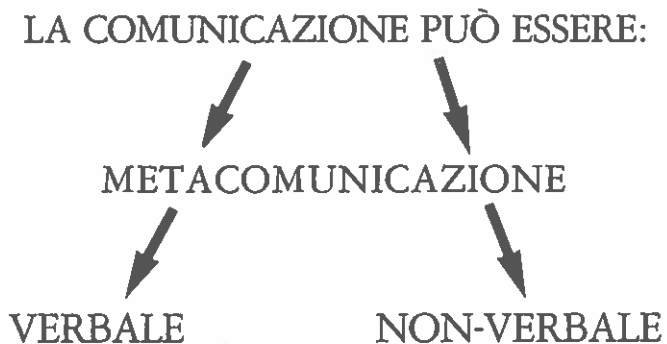 LA COMUNICAZIONE PUÒ ESSERE:
METACOMUNICAZIONE
VERBALE NON-VERBALE